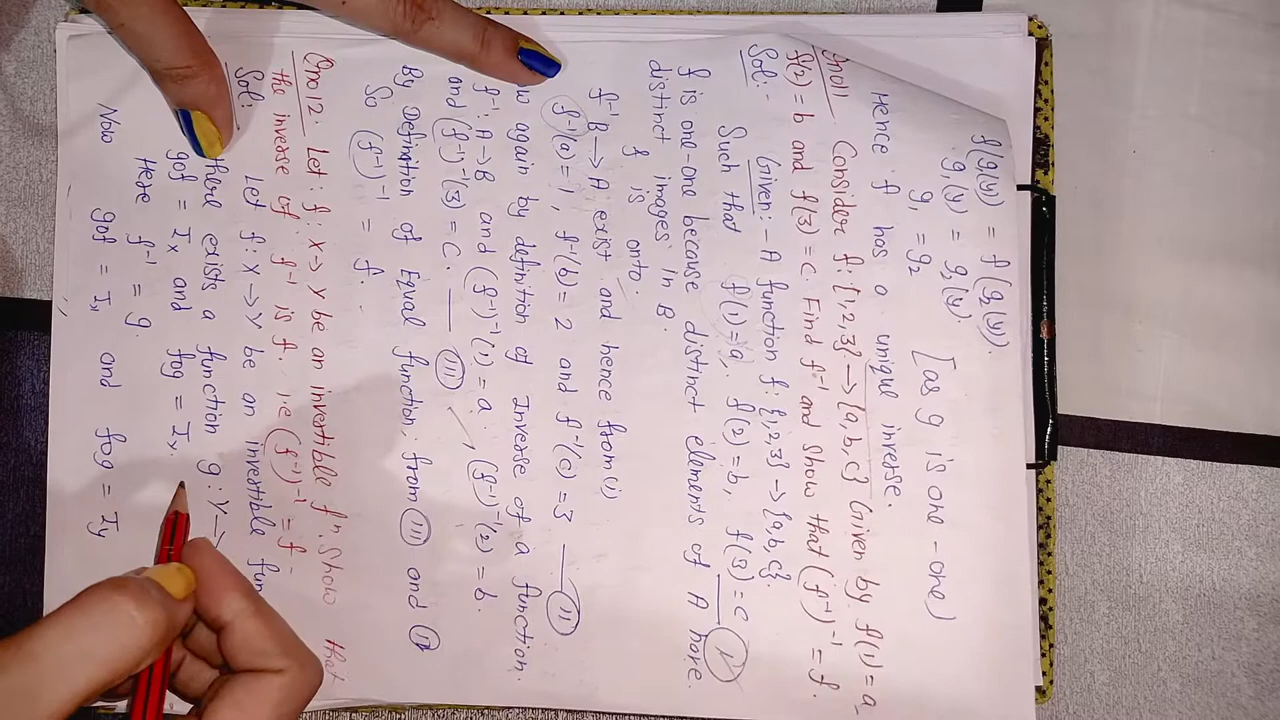 f(g(y)) = f(g₁(y)).
g₁(y) = g₁(y).
g₁ = g₂ [as g is one-one)
Hence f has a unique inverse.
Qno11 Consider f: {1,2,3} → {a,b,c} Given by f(1) = a
f(2) = b and f(3) = c. Find f⁻¹ and Show that (f⁻¹)⁻¹ = f.
Sol:- Given:- A function f: {1,2,3} → {a,b,c}.
Such that f(1) = a, f(2) = b, f(3) = c
f is one-one because distinct elements of A have
distinct images in B.
f is onto.
f⁻¹ B → A exist and hence from (i)
f⁻¹(a) = 1, f⁻¹(b) = 2 and f⁻¹(c) = 3 — (II)
again by definition of Inverse of a function.
f⁻¹: A → B and (f⁻¹)⁻¹(1) = a, (f⁻¹)⁻¹(2) = b.
and (f⁻¹)⁻¹(3) = c. — (III)
By Definition of Equal function. from (III) and
So (f⁻¹)⁻¹ = f.
Qno12. Let f: x → y be an invertible fⁿ. Show that
the inverse of f⁻¹ is f, i.e (f⁻¹)⁻¹ = f -
Sol: Let f: x → y be an invertible fun
there exists a function g: y →
gof = Iₓ and fog = Iᵧ.
Here f⁻¹ = g.
Now gof = Iₓ and fog = Iy